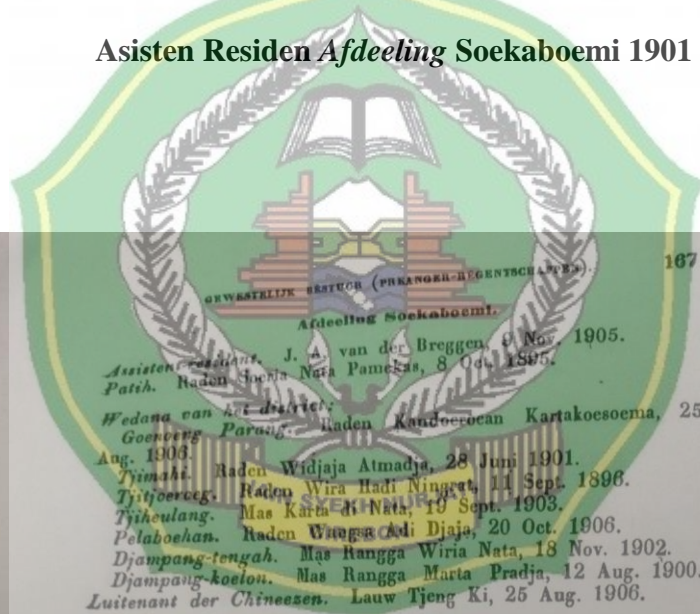 Asisten Residen Afdeeling Soekaboemi 1901
167
GEWESTELIJK BESTUUR (PREANGER-REGENTSCHAPPEN).
Afdeeling Soekaboemi.
Assistent-resident. J. A. van der Breggen, 9 Nov. 1905.
Patih. Raden Soeria Nata Pamekas, 8 Oct. 1895.
Wedana van het district:
Goenoeng Parang. Raden Kandoeroean Kartakoesoema, 25
Aug. 1906.
Tjimahi. Raden Widjaja Atmadja, 28 Juni 1901.
Tjitjoeroeg. Raden Wira Hadi Ningrat, 11 Sept. 1896.
Tjiheulang. Mas Karta di Nata, 19 Sept. 1903.
Pelaboehan. Raden Wangsa Adi Djaja, 20 Oct. 1906.
Djampang-tengah. Mas Rangga Wiria Nata, 18 Nov. 1902.
Djampang-koelon. Mas Rangga Marta Pradja, 12 Aug. 1900.
Luitenant der Chineezen. Lauw Tjeng Ki, 25 Aug. 1906.
SYEKH NUR